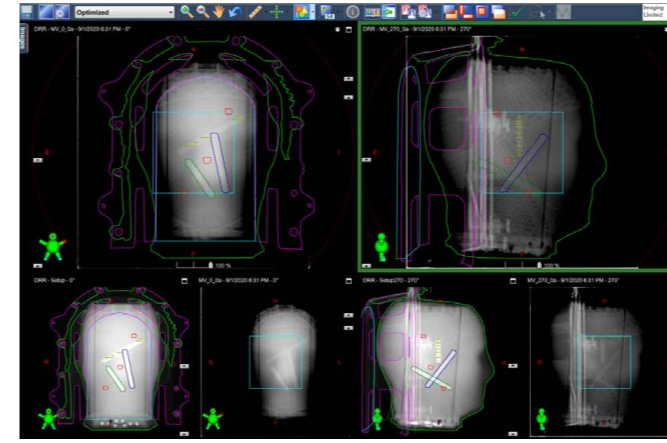 Optimized
Imaging
Limited
Images
DRR - MV_0_0a - 9/1/2020 6:31 PM - 0°
DRR - MV_270_0a - 9/1/2020 6:31 PM - 270°
H
H
100 %
100 %
DRR - Setup - 0°
MV_0_0a - 9/1/2020 6:31 PM - 0°
DRR - Setup270 - 270°
MV_270_0a - 9/1/2020 6:31 PM - 270°
H
H
H
H
F
F